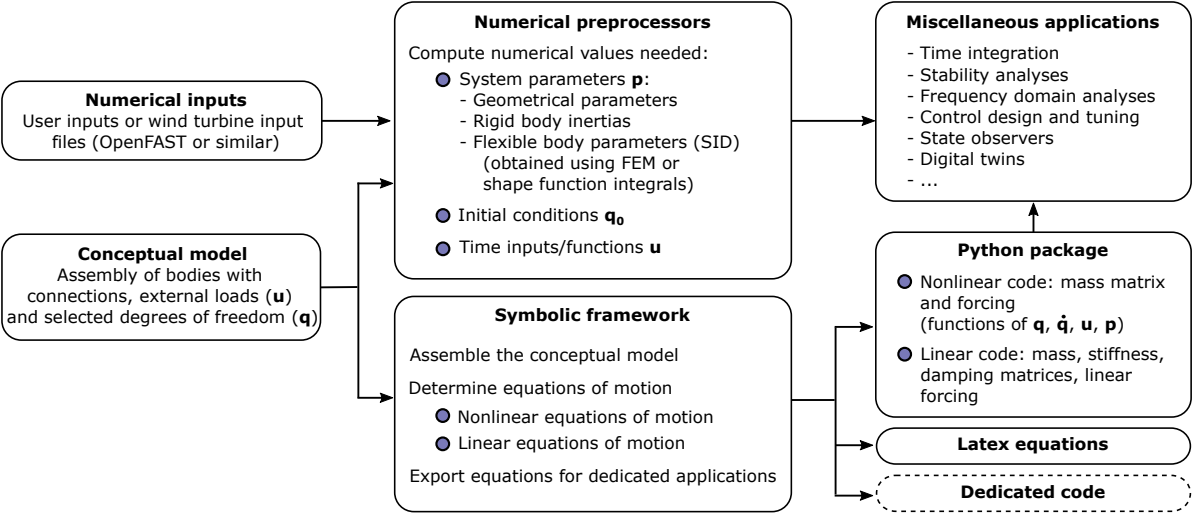 Numerical inputs
User inputs or wind turbine input
files (OpenFAST or similar)
Conceptual model
Assembly of bodies with
connections, external loads (u)
and selected degrees of freedom (q)
Numerical preprocessors
Compute numerical values needed:
System parameters p:
- Geometrical parameters
- Rigid body inertias
- Flexible body parameters (SID)
(obtained using FEM or
shape function integrals)
Initial conditions q₀
Time inputs/functions u
Symbolic framework
Assemble the conceptual model
Determine equations of motion
Nonlinear equations of motion
Linear equations of motion
Export equations for dedicated applications
Miscellaneous applications
- Time integration
- Stability analyses
- Frequency domain analyses
- Control design and tuning
- State observers
- Digital twins
- ...
Python package
Nonlinear code: mass matrix
and forcing
(functions of q, q̇, u, p)
Linear code: mass, stiffness,
damping matrices, linear
forcing
Latex equations
Dedicated code